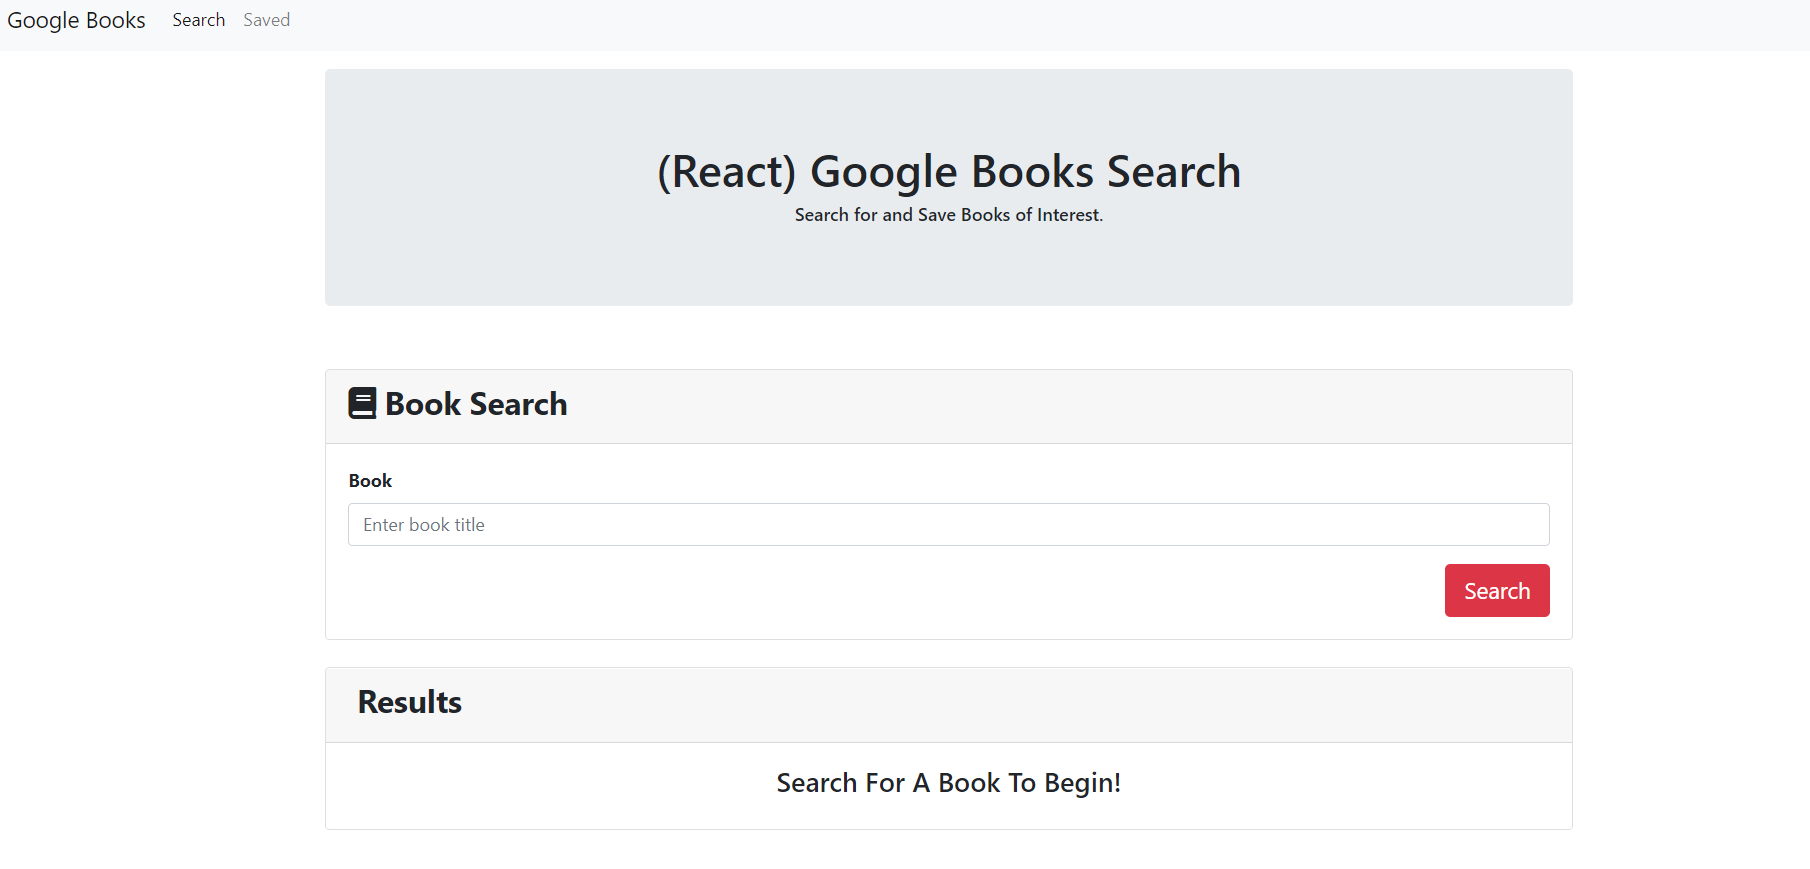 Google Books Search Saved
(React) Google Books Search
Search for and Save Books of Interest.
Book Search
Book
Enter book title
Search
Results
Search For A Book To Begin!